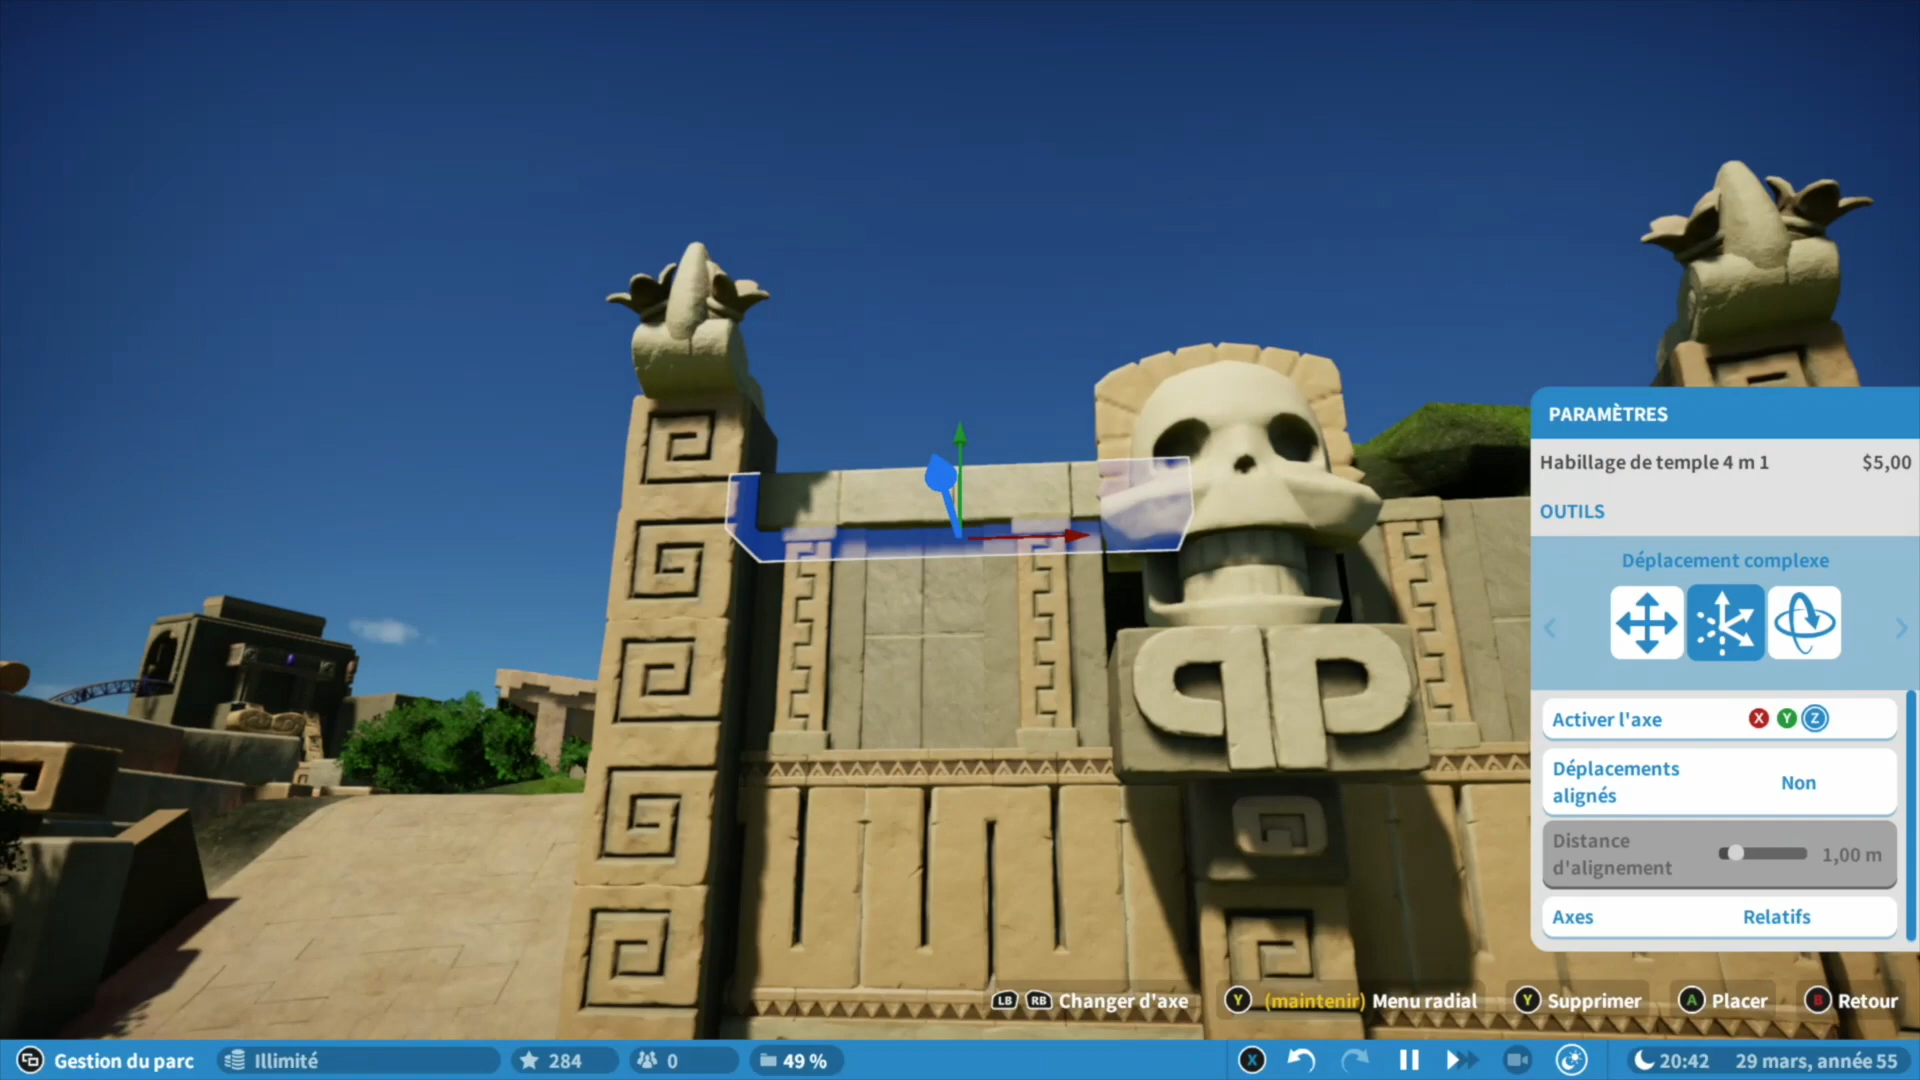 PARAMÈTRES
Habillage de temple 4 m 1 $5,00
OUTILS
Déplacement complexe
Activer l'axe X Y Z
Déplacements alignés Non
Distance d'alignement 1,00 m
Axes Relatifs
LB RB Changer d'axe Y (maintenir) Menu radial Y Supprimer A Placer B Retour
Gestion du parc Illimité 284 0 49 % X 20:42 29 mars, année 55